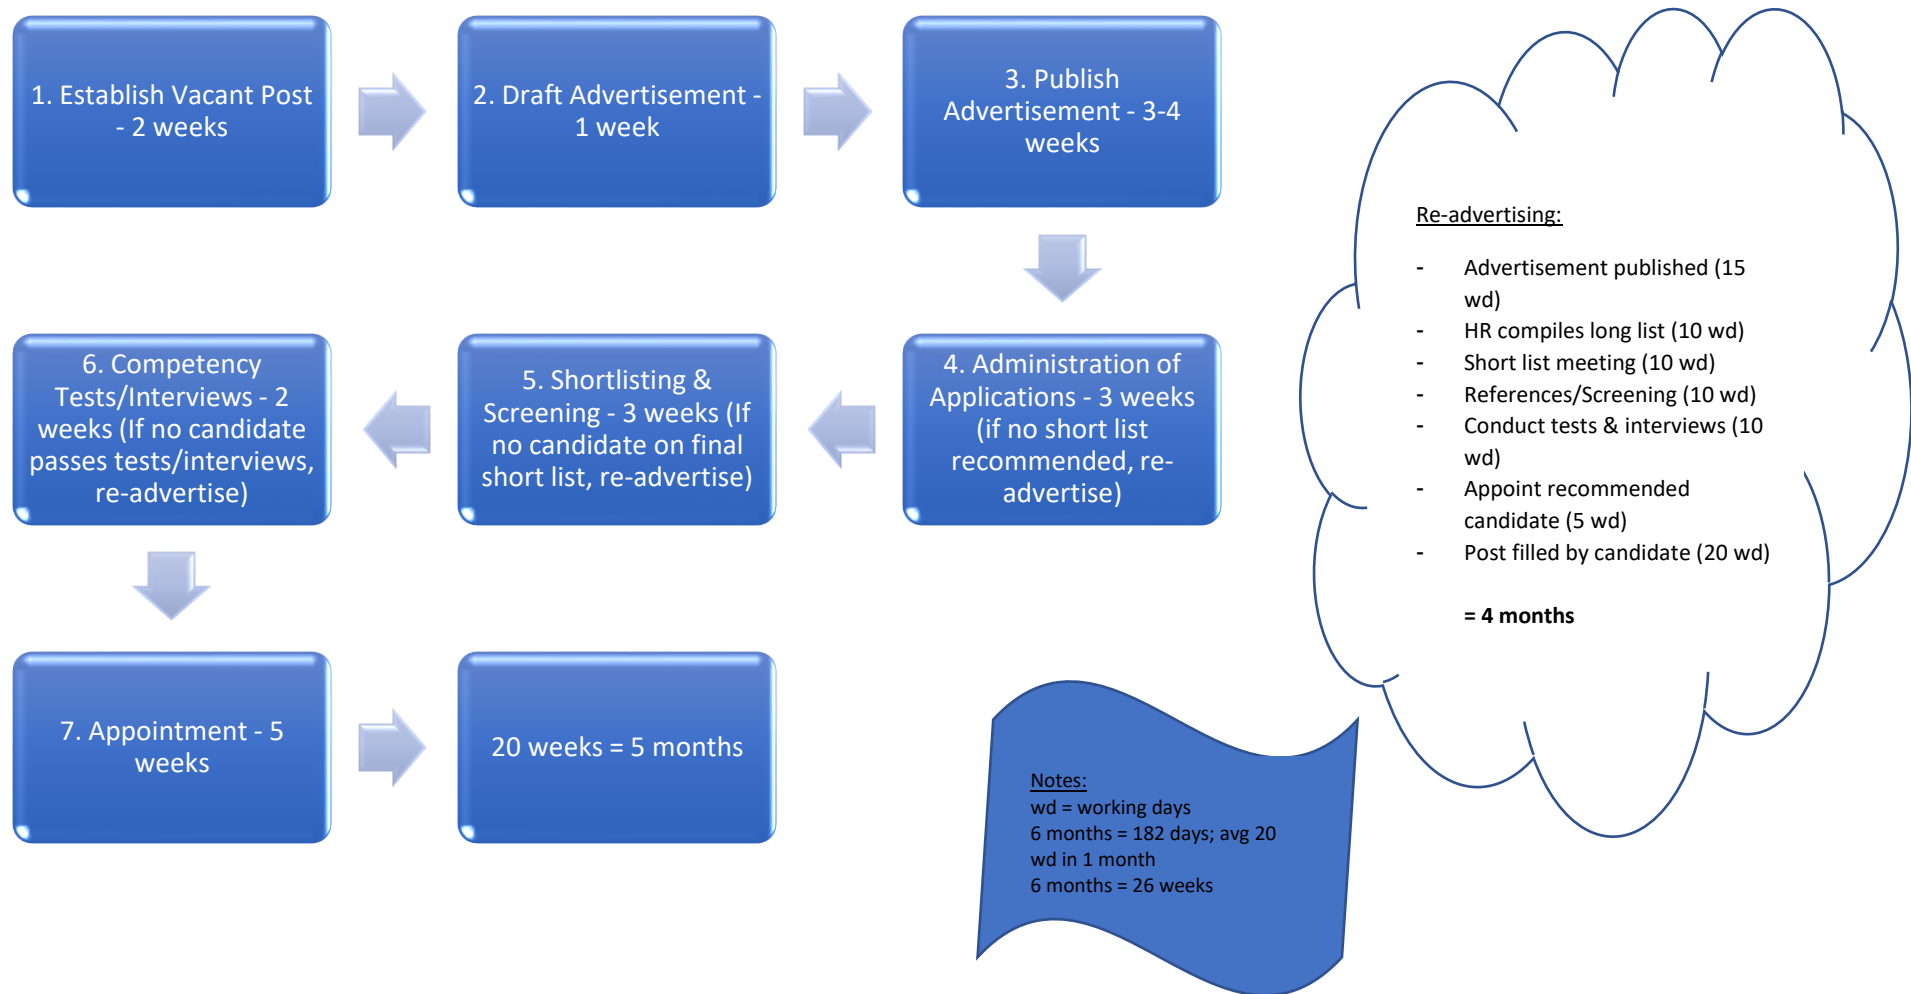 1. Establish Vacant Post
- 2 weeks
2. Draft Advertisement -
1 week
3. Publish
Advertisement - 3-4
weeks
4. Administration of
Applications - 3 weeks
(if no short list
recommended, re-
advertise)
5. Shortlisting &
Screening - 3 weeks (If
no candidate on final
short list, re-advertise)
6. Competency
Tests/Interviews - 2
weeks (If no candidate
passes tests/interviews,
re-advertise)
7. Appointment - 5
weeks
20 weeks = 5 months
Re-advertising:
- Advertisement published (15
wd)
- HR compiles long list (10 wd)
- Short list meeting (10 wd)
- References/Screening (10 wd)
- Conduct tests & interviews (10
wd)
- Appoint recommended
candidate (5 wd)
- Post filled by candidate (20 wd)
= 4 months
Notes:
wd = working days
6 months = 182 days; avg 20
wd in 1 month
6 months = 26 weeks